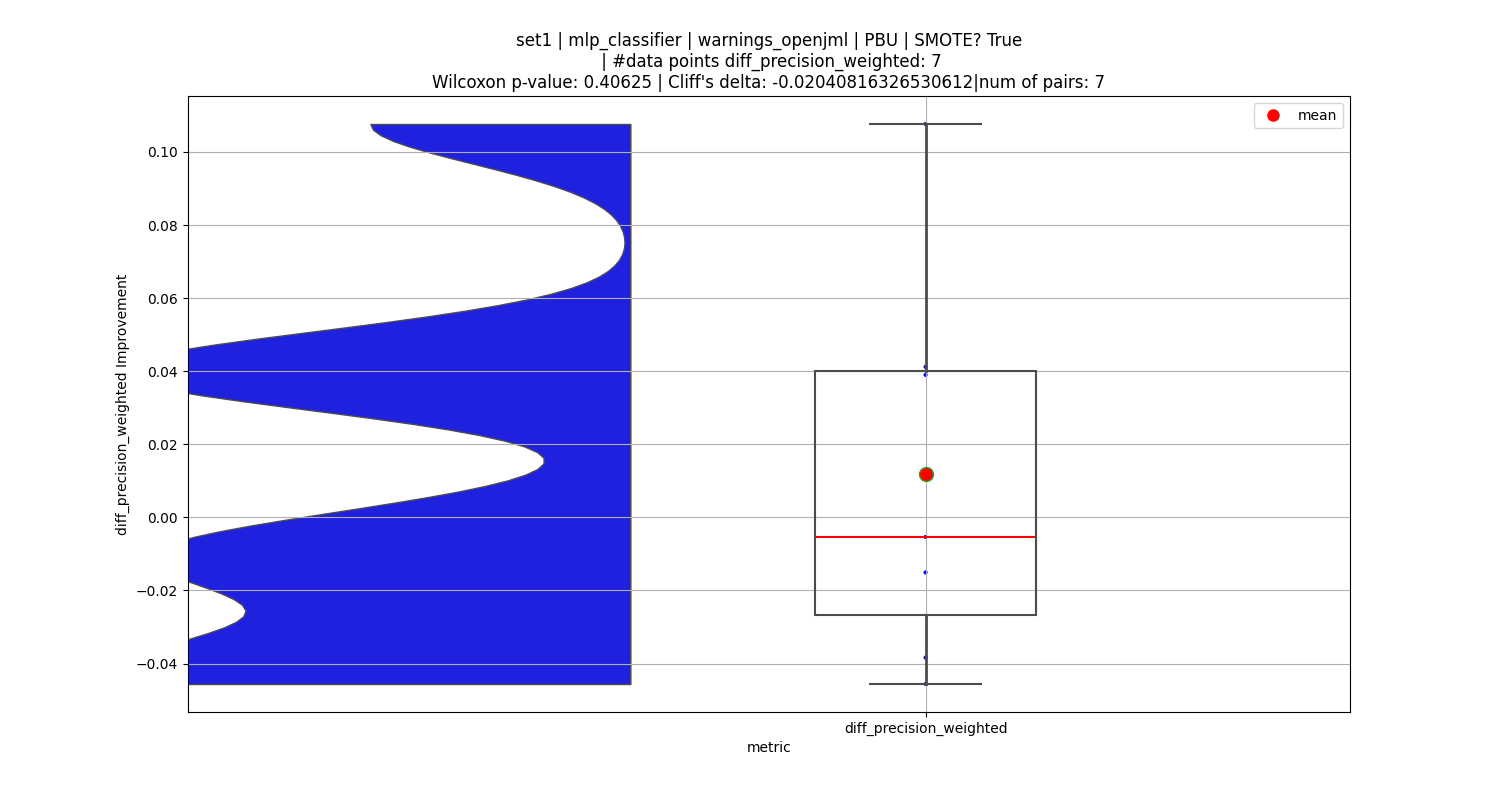 set1 | mlp_classifier | warnings_openjml | PBU | SMOTE? True
| #data points diff_precision_weighted: 7
Wilcoxon p-value: 0.40625 | Cliff's delta: -0.02040816326530612|num of pairs: 7
mean
0.10
0.08
0.06
0.04
0.02
0.00
−0.02
−0.04
diff_precision_weighted Improvement
diff_precision_weighted
metric